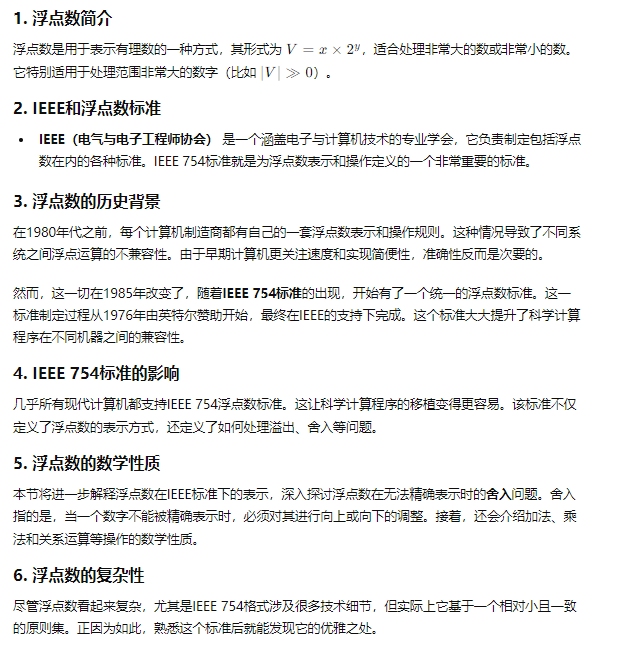 1. 浮点数简介
浮点数是用于表示有理数的一种方式，其形式为 V = x × 2^y，适合处理非常大的数或非常小的数。
它特别适用于处理范围非常大的数字（比如 |V| ≫ 0）。
2. IEEE和浮点数标准
• IEEE（电气与电子工程师协会） 是一个涵盖电子与计算机技术的专业学会，它负责制定包括浮点
数在内的各种标准。IEEE 754标准就是为浮点数表示和操作定义的一个非常重要的标准。
3. 浮点数的历史背景
在1980年代之前，每个计算机制造商都有自己的一套浮点数表示和操作规则。这种情况导致了不同系
统之间浮点运算的不兼容性。由于早期计算机更关注速度和实现简便性，准确性反而是次要的。
然而，这一切在1985年改变了，随着IEEE 754标准的出现，开始有了一个统一的浮点数标准。这一
标准制定过程从1976年由英特尔赞助开始，最终在IEEE的支持下完成。这个标准大大提升了科学计算
程序在不同机器之间的兼容性。
4. IEEE 754标准的影响
几乎所有现代计算机都支持IEEE 754浮点数标准。这让科学计算程序的移植变得更容易。该标准不仅
定义了浮点数的表示方式，还定义了如何处理溢出、舍入等问题。
5. 浮点数的数学性质
本节将进一步解释浮点数在IEEE标准下的表示，深入探讨浮点数在无法精确表示时的舍入问题。舍入
指的是，当一个数字不能被精确表示时，必须对其进行向上或向下的调整。接着，还会介绍加法、乘
法和关系运算等操作的数学性质。
6. 浮点数的复杂性
尽管浮点数看起来复杂，尤其是IEEE 754格式涉及很多技术细节，但实际上它基于一个相对小且一致
的原则集。正因为如此，熟悉这个标准后就能发现它的优雅之处。